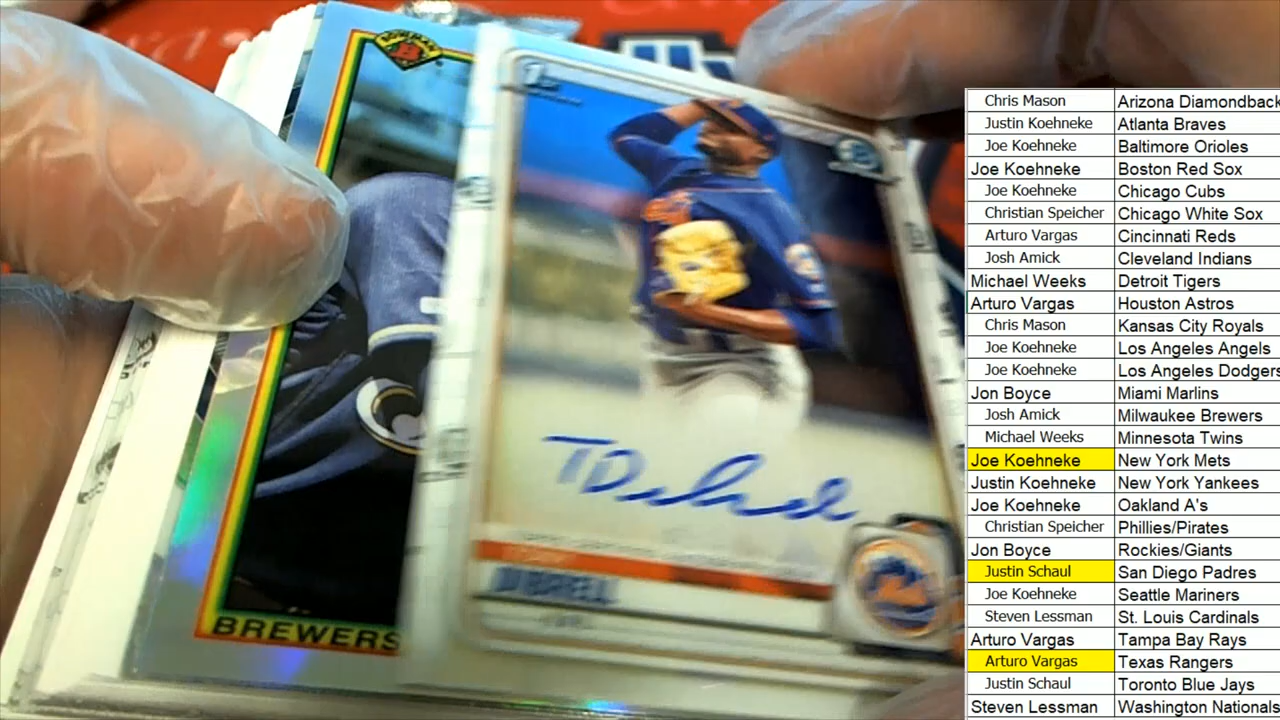 BOWMAN
B
1st
T Dibrell
DIBRELL
BREWERS
Chris Mason Arizona Diamondback
Justin Koehneke Atlanta Braves
Joe Koehneke Baltimore Orioles
Joe Koehneke Boston Red Sox
Joe Koehneke Chicago Cubs
Christian Speicher Chicago White Sox
Arturo Vargas Cincinnati Reds
Josh Amick Cleveland Indians
Michael Weeks Detroit Tigers
Arturo Vargas Houston Astros
Chris Mason Kansas City Royals
Joe Koehneke Los Angeles Angels
Joe Koehneke Los Angeles Dodgers
Jon Boyce Miami Marlins
Josh Amick Milwaukee Brewers
Michael Weeks Minnesota Twins
Joe Koehneke New York Mets
Justin Koehneke New York Yankees
Joe Koehneke Oakland A's
Christian Speicher Phillies/Pirates
Jon Boyce Rockies/Giants
Justin Schaul San Diego Padres
Joe Koehneke Seattle Mariners
Steven Lessman St. Louis Cardinals
Arturo Vargas Tampa Bay Rays
Arturo Vargas Texas Rangers
Justin Schaul Toronto Blue Jays
Steven Lessman Washington Nationals